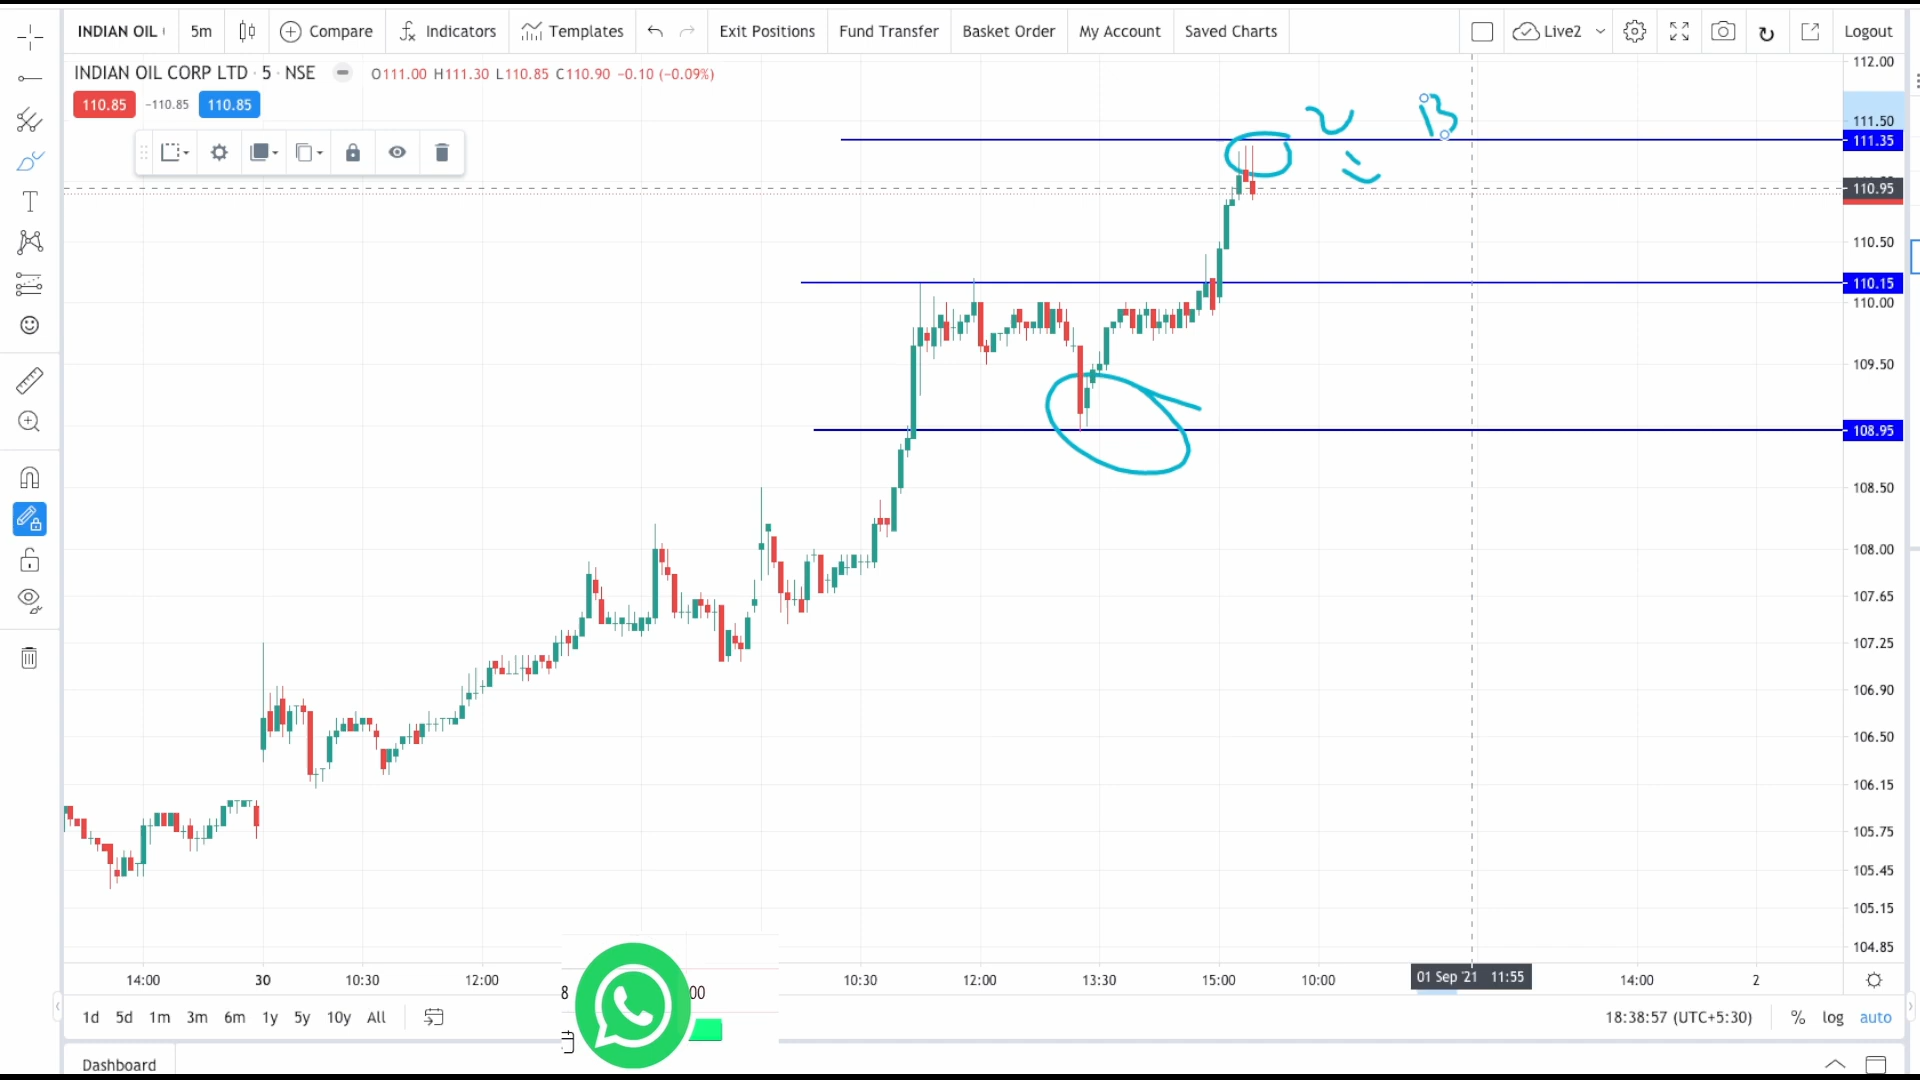 INDIAN OIL 5m Compare Indicators Templates Exit Positions Fund Transfer Basket Order My Account Saved Charts Live2 Logout
INDIAN OIL CORP LTD · 5 · NSE O111.00 H111.30 L110.85 C110.90 −0.10 (−0.09%)
110.85 −110.85 110.85
B
112.00
111.50
111.35
110.95
110.50
110.15
110.00
109.50
108.95
108.50
108.00
107.65
107.25
106.90
106.50
106.15
105.75
105.45
105.15
104.85
14:00 30 10:30 12:00 8 00 10:30 12:00 13:30 15:00 10:00 01 Sep '21 11:55 14:00 2
1d 5d 1m 3m 6m 1y 5y 10y All 18:38:57 (UTC+5:30) % log auto
Dashboard